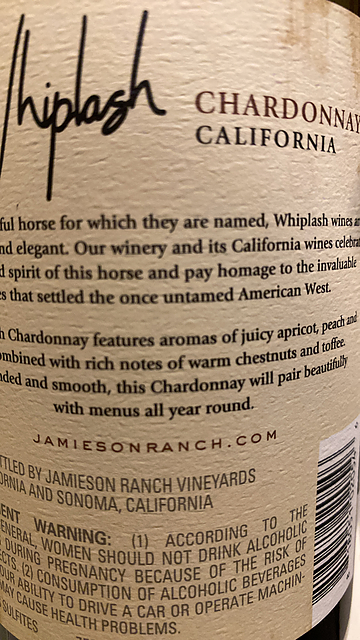 Whiplash
CHARDONNAY
CALIFORNIA
ful horse for which they are named, Whiplash wines ar
nd elegant. Our winery and its California wines celebrat
d spirit of this horse and pay homage to the invaluable
es that settled the once untamed American West.
h Chardonnay features aromas of juicy apricot, peach and
ombined with rich notes of warm chestnuts and toffee.
nded and smooth, this Chardonnay will pair beautifully
with menus all year round.
JAMIESONRANCH.COM
TTLED BY JAMIESON RANCH VINEYARDS
ORNIA AND SONOMA, CALIFORNIA
ENT WARNING: (1) ACCORDING TO THE
ENERAL, WOMEN SHOULD NOT DRINK ALCOHOLIC
DURING PREGNANCY BECAUSE OF THE RISK OF
CTS. (2) CONSUMPTION OF ALCOHOLIC BEVERAGES
OUR ABILITY TO DRIVE A CAR OR OPERATE MACHIN-
MAY CAUSE HEALTH PROBLEMS.
SULFITES